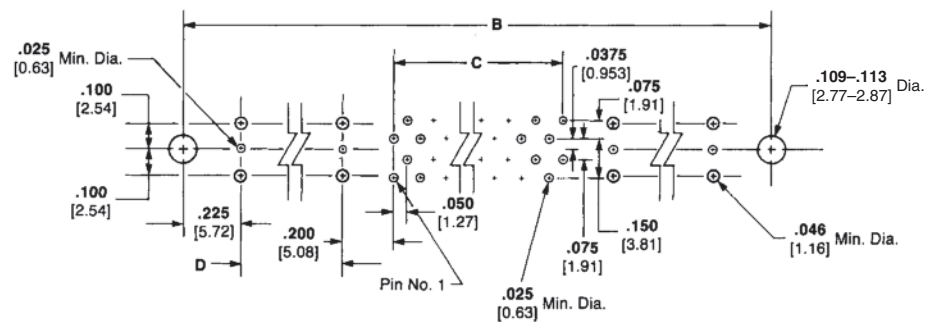 B
.025
[0.63] Min. Dia.
C
.0375
[0.953]
.075
[1.91]
.109–.113 Dia.
[2.77–2.87]
.100
[2.54]
.100
[2.54]
.225
[5.72]
.050
[1.27]
.200
[5.08]
.150
[3.81]
.075
[1.91]
.046
[1.16] Min. Dia.
D
Pin No. 1
.025
[0.63] Min. Dia.